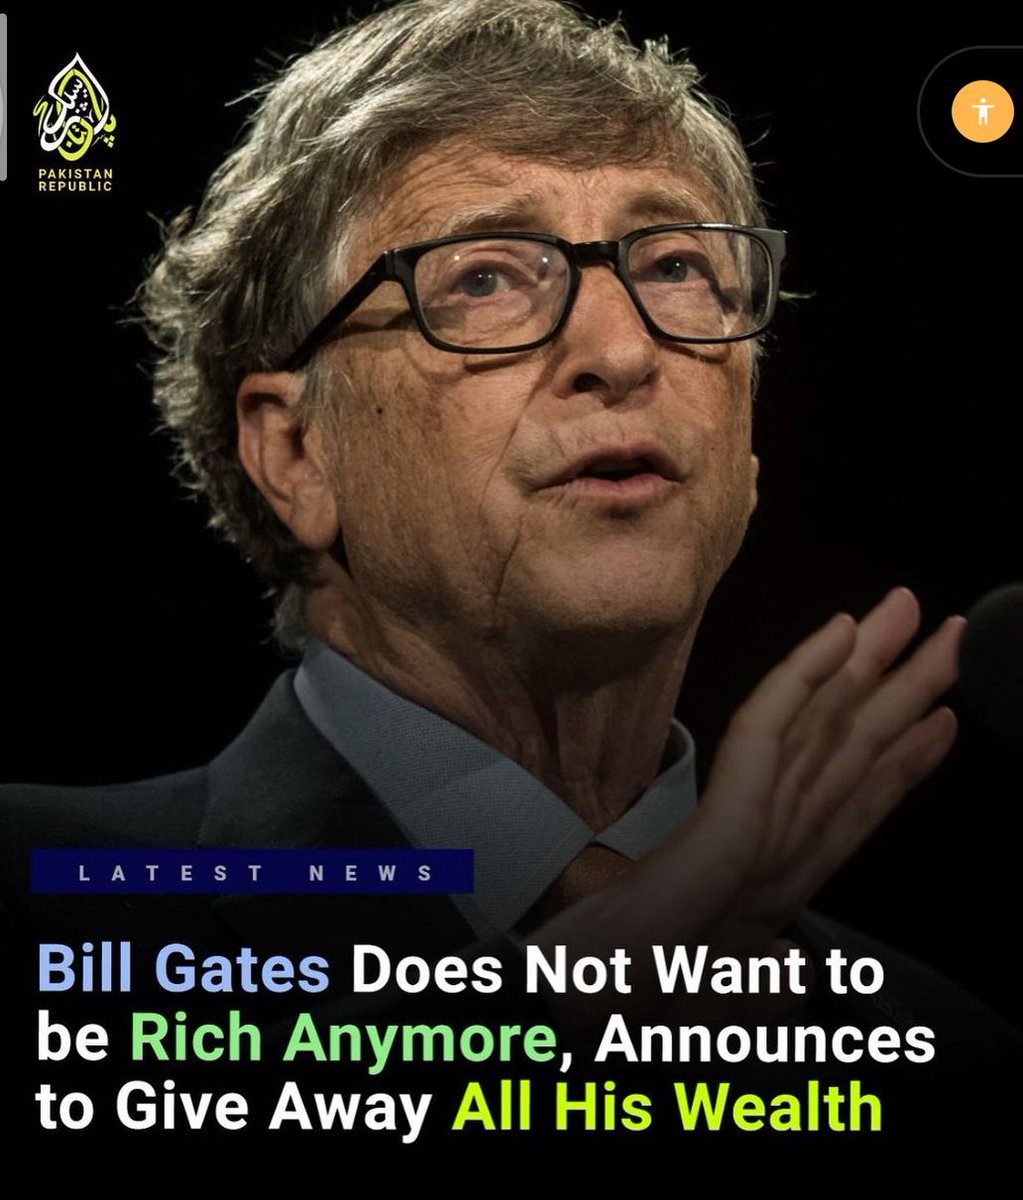 PAKISTAN
REPUBLIC
LATEST NEWS
Bill Gates Does Not Want to
be Rich Anymore, Announces
to Give Away All His Wealth